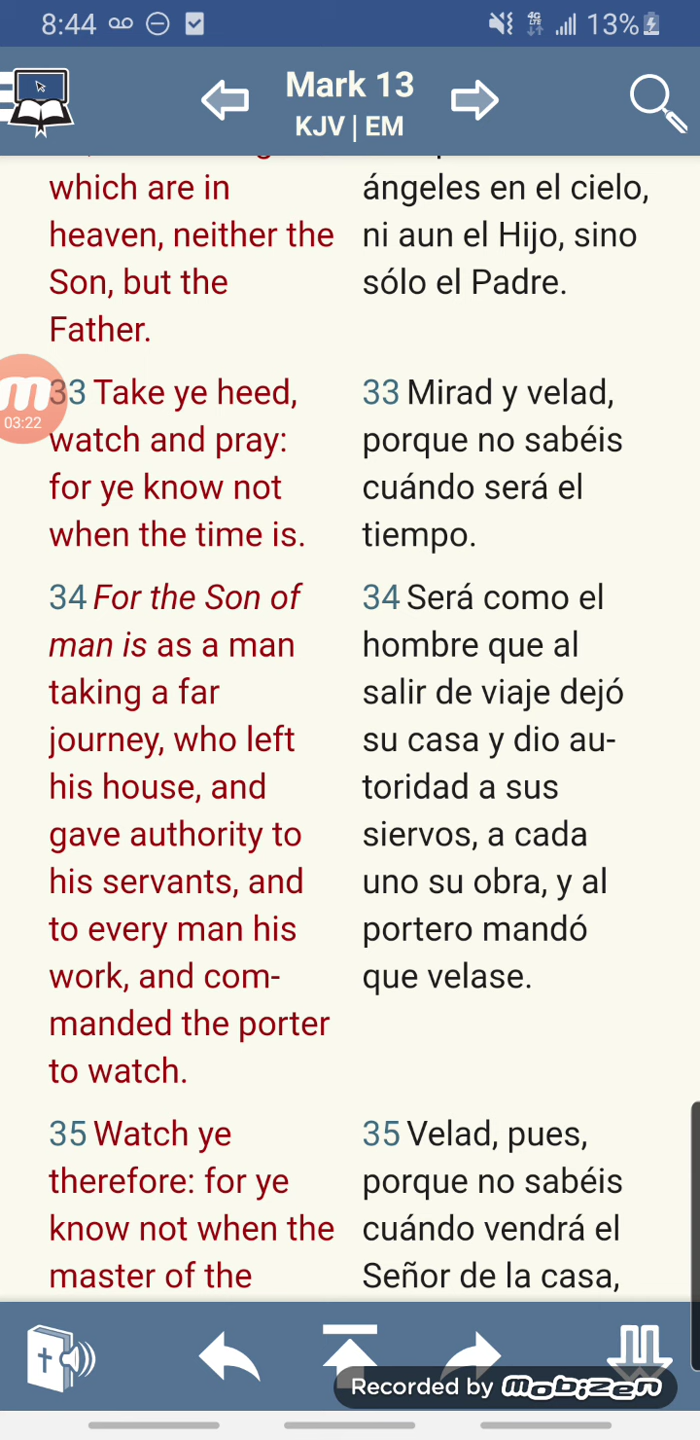 8:44
4G
13%
Mark 13
KJV | EM
which are in
heaven, neither the
Son, but the
Father.
33 Take ye heed,
watch and pray:
for ye know not
when the time is.
34 For the Son of
man is as a man
taking a far
journey, who left
his house, and
gave authority to
his servants, and
to every man his
work, and com-
manded the porter
to watch.
35 Watch ye
therefore: for ye
know not when the
master of the
ángeles en el cielo,
ni aun el Hijo, sino
sólo el Padre.
33 Mirad y velad,
porque no sabéis
cuándo será el
tiempo.
34 Será como el
hombre que al
salir de viaje dejó
su casa y dio au-
toridad a sus
siervos, a cada
uno su obra, y al
portero mandó
que velase.
35 Velad, pues,
porque no sabéis
cuándo vendrá el
Señor de la casa,
m
03:22
Recorded by mobizen